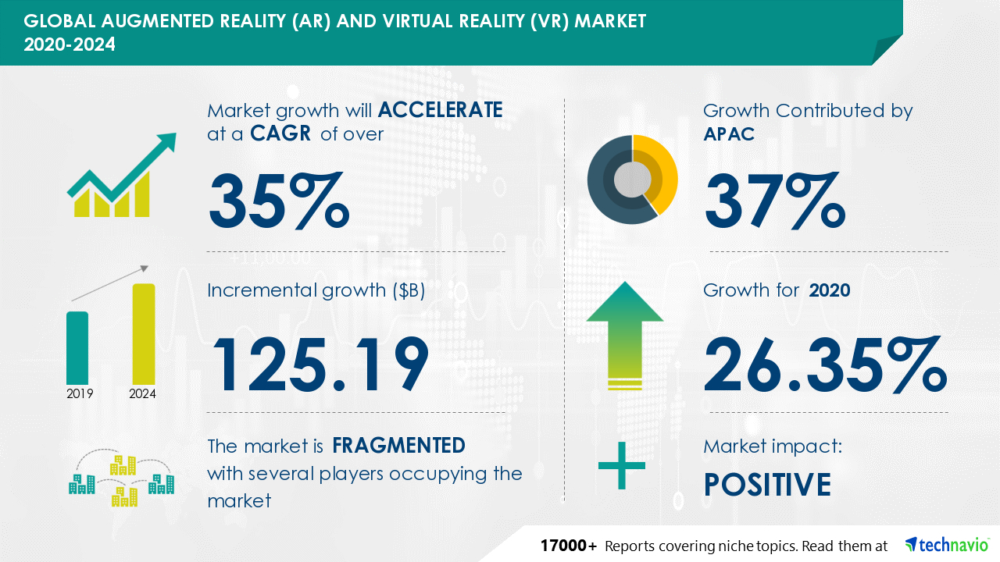 GLOBAL AUGMENTED REALITY (AR) AND VIRTUAL REALITY (VR) MARKET
2020-2024
Market growth will ACCELERATE
at a CAGR of over
35%
Incremental growth ($B)
125.19
2019 2024
The market is FRAGMENTED
with several players occupying the
market
Growth Contributed by
APAC
37%
Growth for 2020
26.35%
Market impact:
POSITIVE
+11,00.00
17000+ Reports covering niche topics. Read them at
technavio